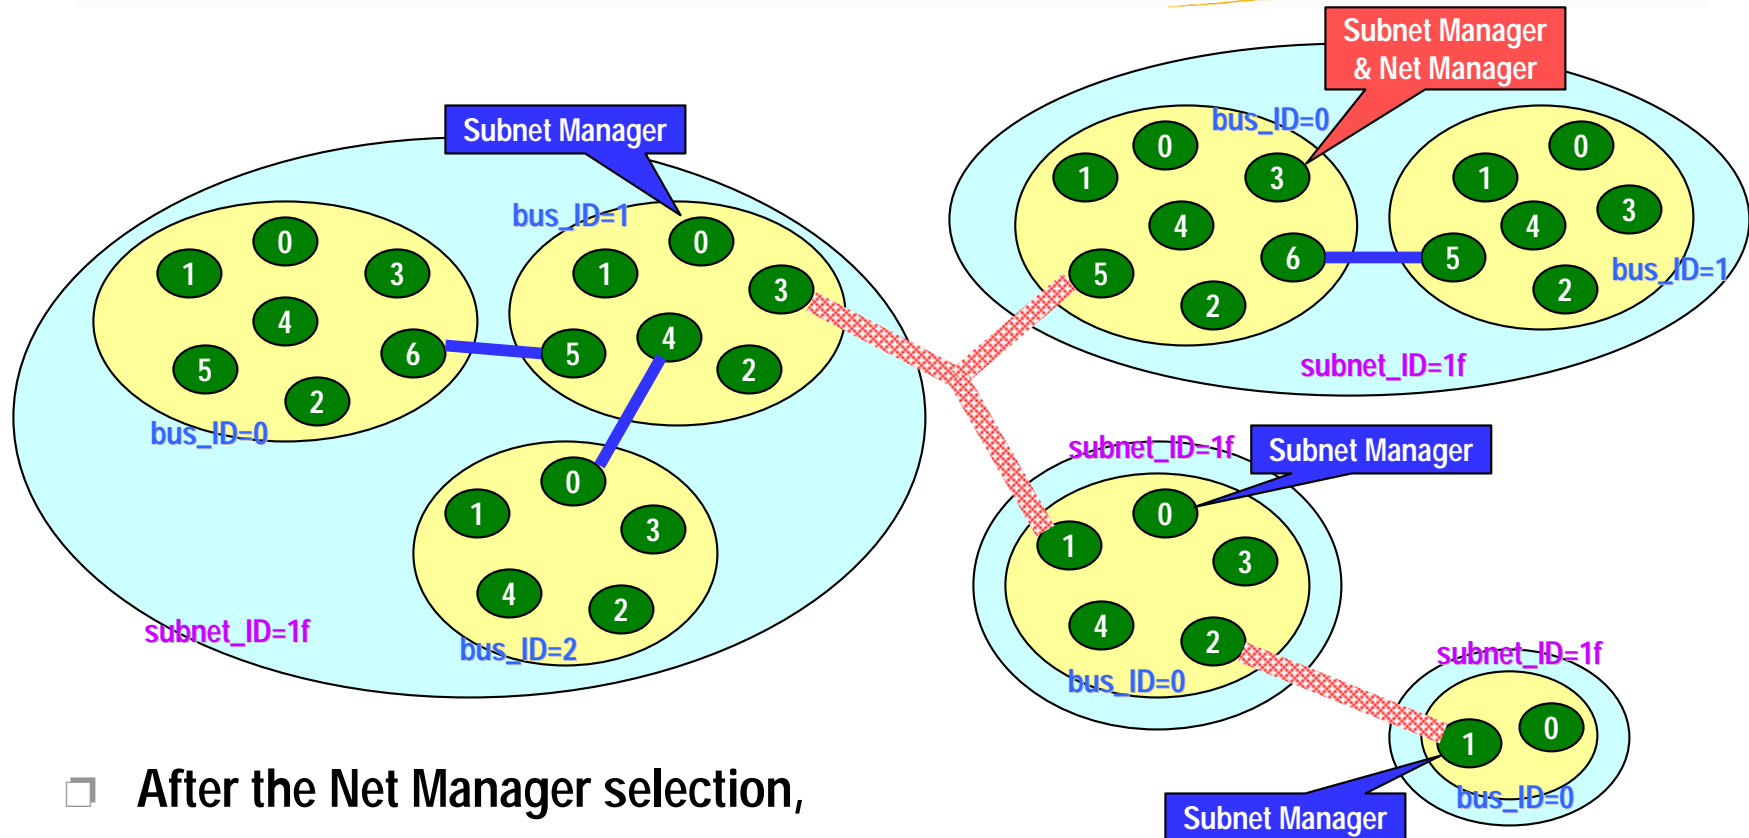 Subnet Manager
& Net Manager
Subnet Manager
bus_ID=0
0
1
3
4
5
6
2
0
1
3
4
5
2
bus_ID=1
subnet_ID=1f
bus_ID=1
0
1
3
4
5
2
0
1
3
4
5
6
2
bus_ID=0
0
1
3
4
2
bus_ID=2
subnet_ID=1f
subnet_ID=1f
Subnet Manager
0
1
3
4
2
bus_ID=0
subnet_ID=1f
1
0
bus_ID=0
Subnet Manager
After the Net Manager selection,